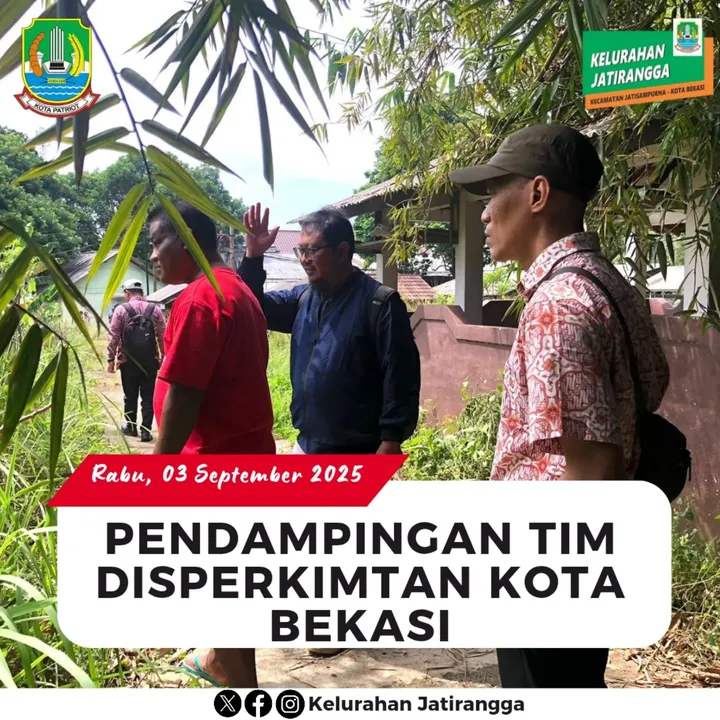 KOTA PATRIOT
KELURAHAN
JATIRANGGA
KECAMATAN JATISAMPURNA - KOTA BEKASI
Rabu, 03 September 2025
PENDAMPINGAN TIM
DISPERKIMTAN KOTA
BEKASI
Kelurahan Jatirangga